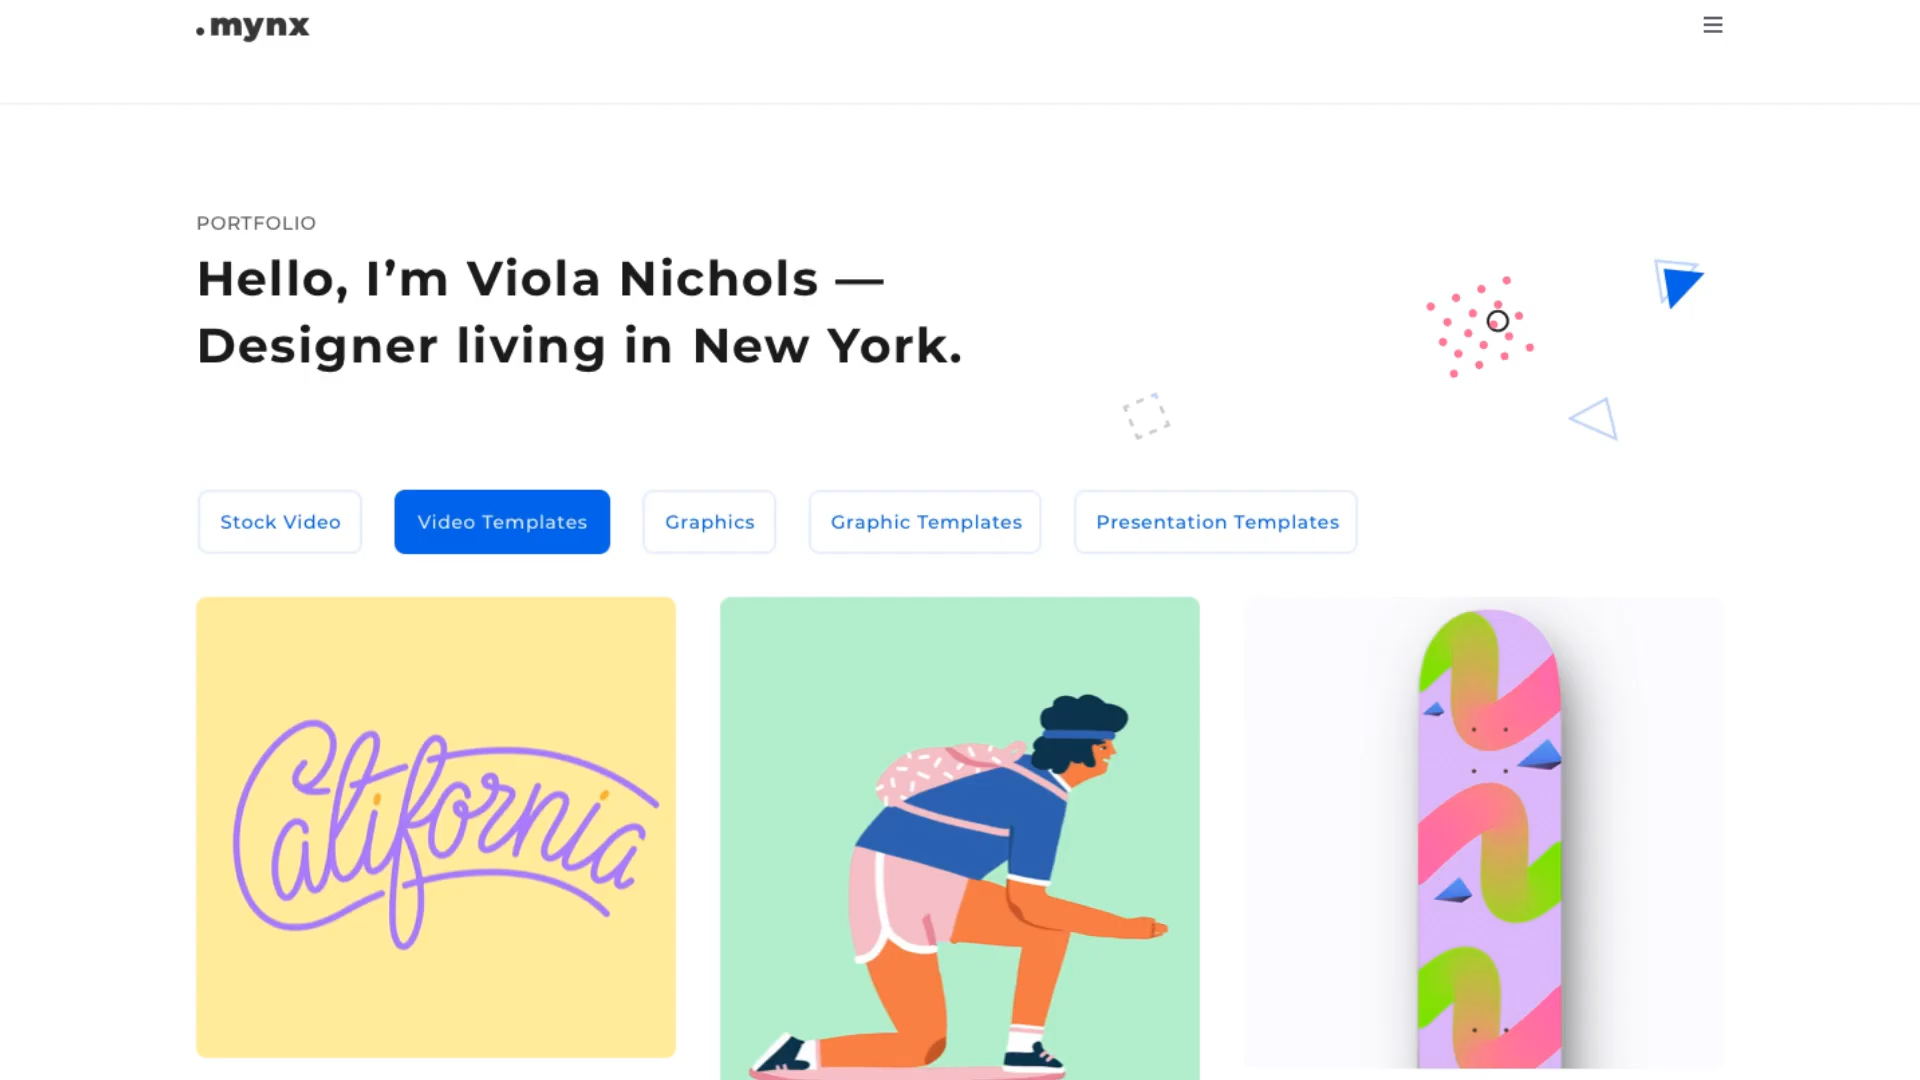 .mynx
PORTFOLIO
Hello, I’m Viola Nichols —
Designer living in New York.
Stock Video
Video Templates
Graphics
Graphic Templates
Presentation Templates
California